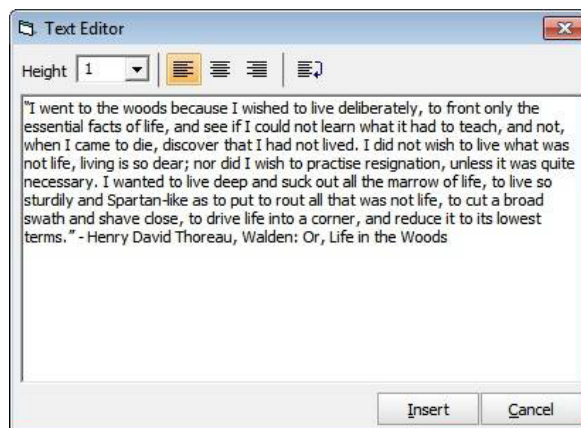 Text Editor
Height 1
“I went to the woods because I wished to live deliberately, to front only the
essential facts of life, and see if I could not learn what it had to teach, and not,
when I came to die, discover that I had not lived. I did not wish to live what was
not life, living is so dear; nor did I wish to practise resignation, unless it was quite
necessary. I wanted to live deep and suck out all the marrow of life, to live so
sturdily and Spartan-like as to put to rout all that was not life, to cut a broad
swath and shave close, to drive life into a corner, and reduce it to its lowest
terms.” - Henry David Thoreau, Walden: Or, Life in the Woods
Insert Cancel